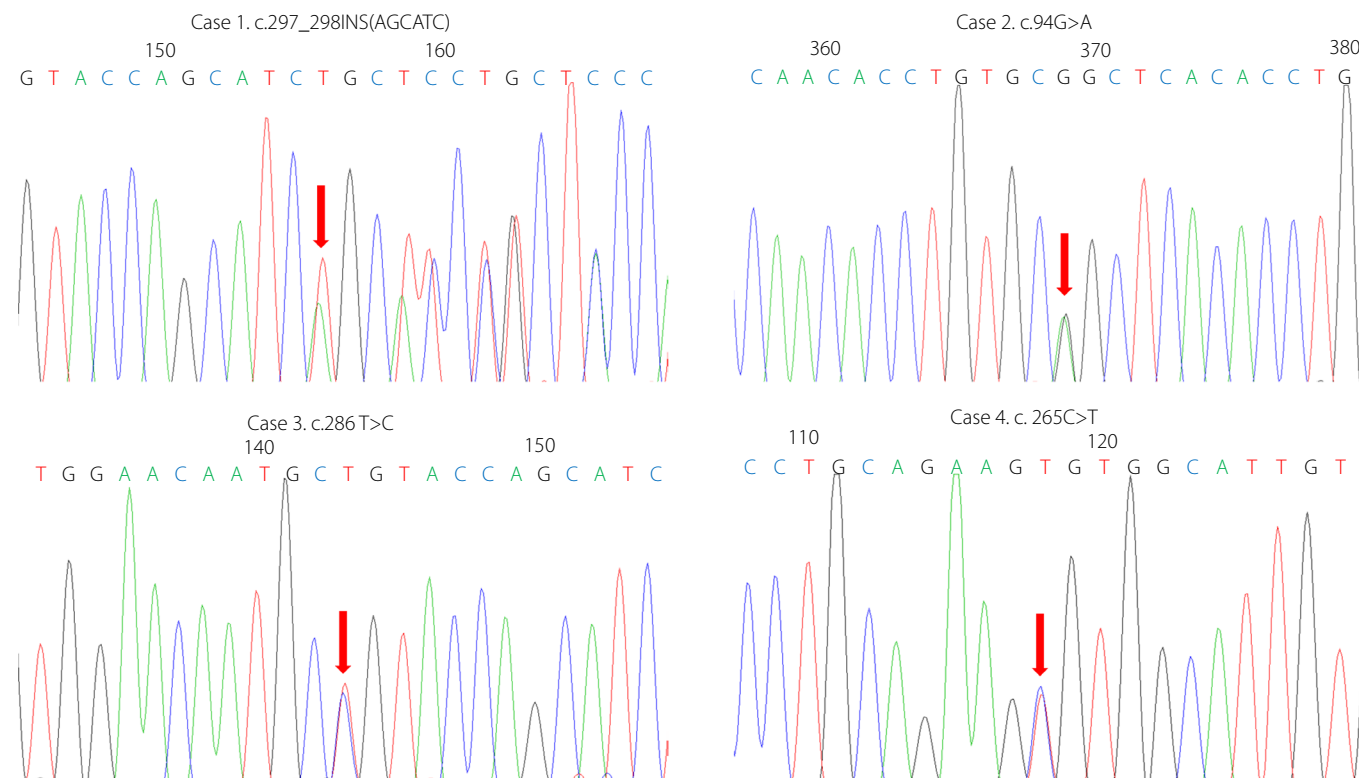 Case 1. c.297_298INS(AGCATC)
150 160
G T A C C A G C A T C T G C T C C T G C T C C C
Case 2. c.94G>A
360 370 380
C A A C A C C T G T G C G G C T C A C A C C T G
Case 3. c.286 T>C
140 150
T G G A A C A A T G C T G T A C C A G C A T C
Case 4. c. 265C>T
110 120
C C T G C A G A A G T G T G G C A T T G T